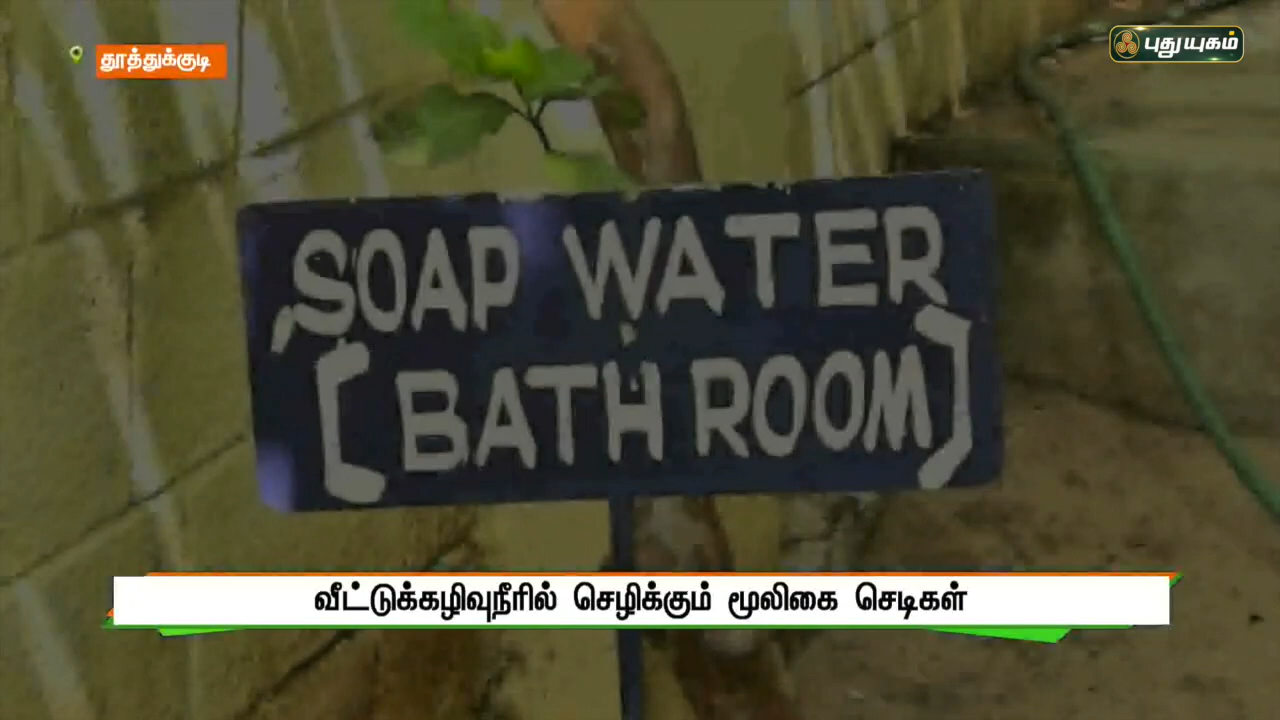 தூத்துக்குடி
புதுயுகம்
SOAP WATER
[BATH ROOM]
வீட்டுக்கழிவுநீரில் செழிக்கும் மூலிகை செடிகள்